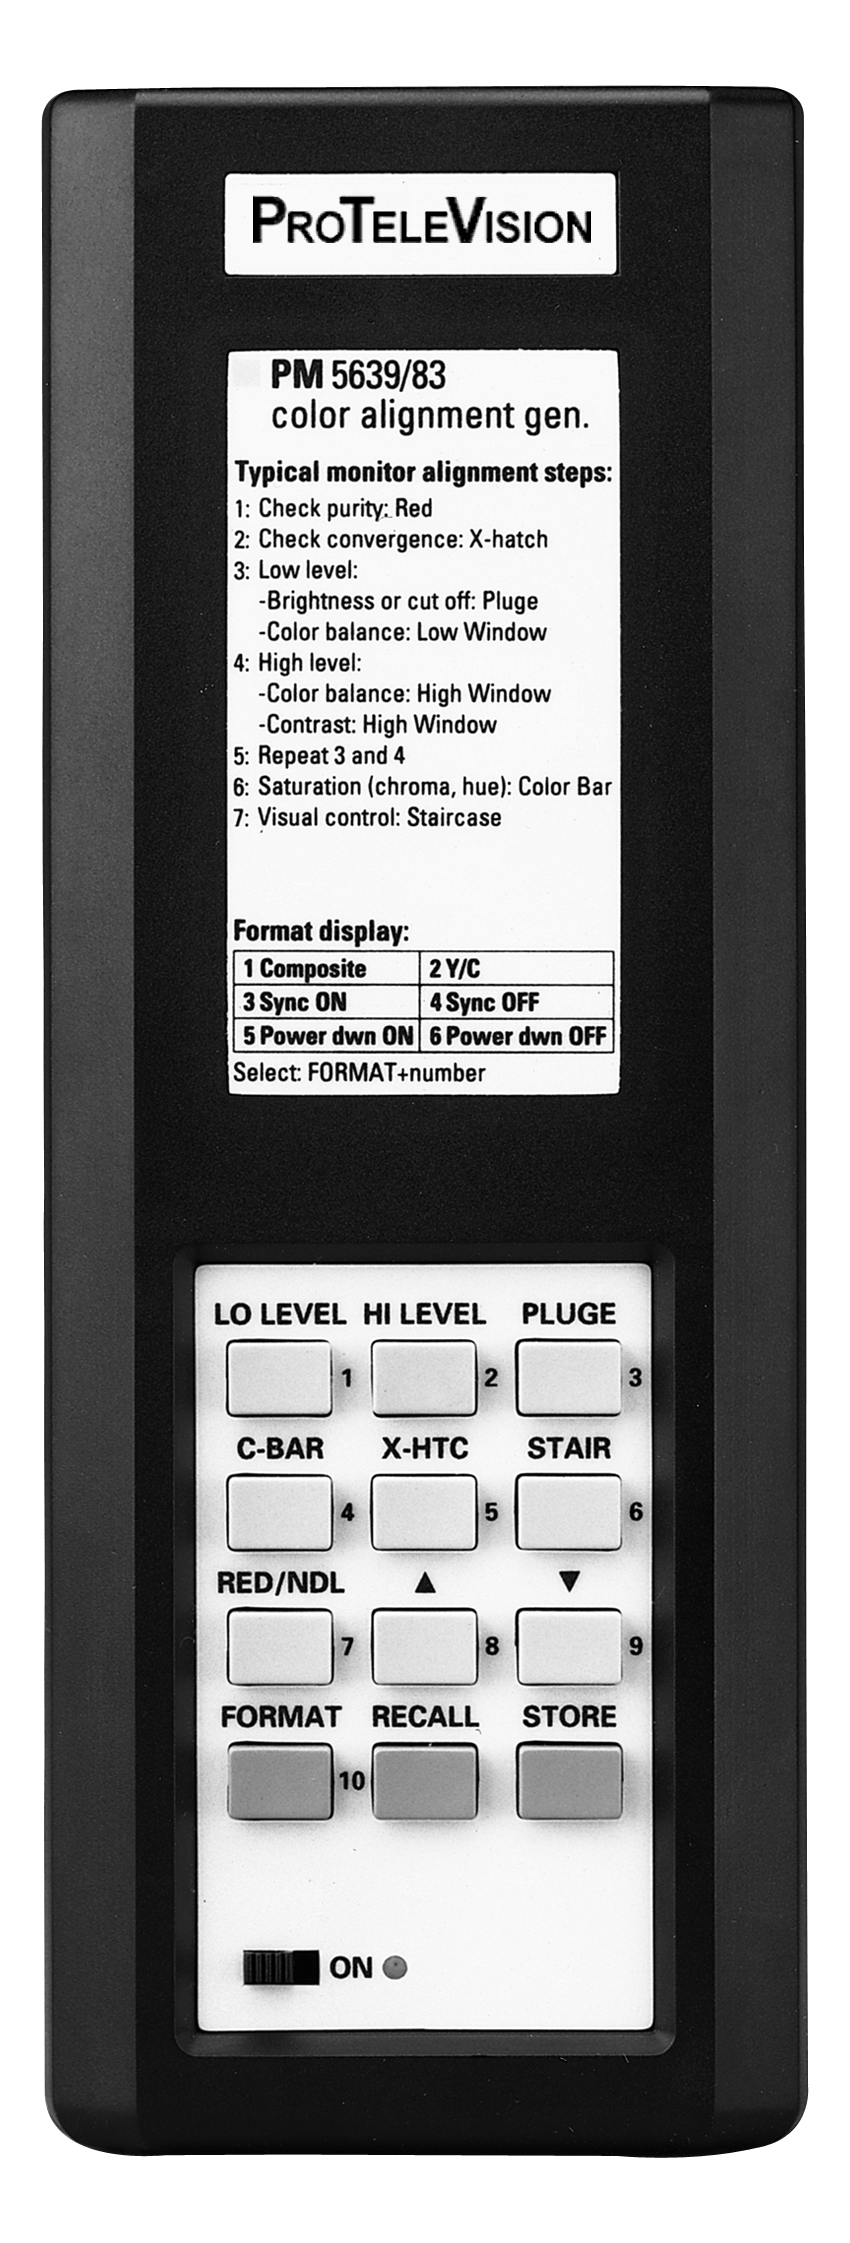 PROTELEVISION
PM 5639/83
color alignment gen.
Typical monitor alignment steps:
1: Check purity: Red
2: Check convergence: X-hatch
3: Low level:
-Brightness or cut off: Pluge
-Color balance: Low Window
4: High level:
-Color balance: High Window
-Contrast: High Window
5: Repeat 3 and 4
6: Saturation (chroma, hue): Color Bar
7: Visual control: Staircase
Format display:
1 Composite 2 Y/C
3 Sync ON 4 Sync OFF
5 Power dwn ON 6 Power dwn OFF
Select: FORMAT+number
LO LEVEL HI LEVEL PLUGE
1 2 3
C-BAR X-HTC STAIR
4 5 6
RED/NDL ▲ ▼
7 8 9
FORMAT RECALL STORE
10
ON